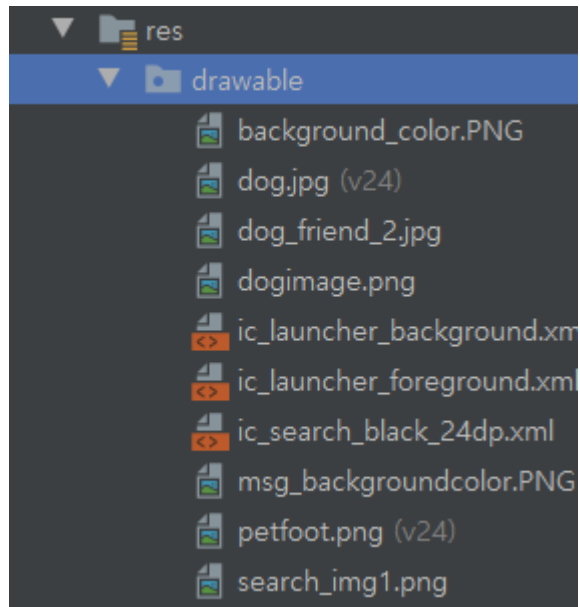 res
drawable
background_color.PNG
dog.jpg (v24)
dog_friend_2.jpg
dogimage.png
ic_launcher_background.xm
ic_launcher_foreground.xml
ic_search_black_24dp.xml
msg_backgroundcolor.PNG
petfoot.png (v24)
search_img1.png